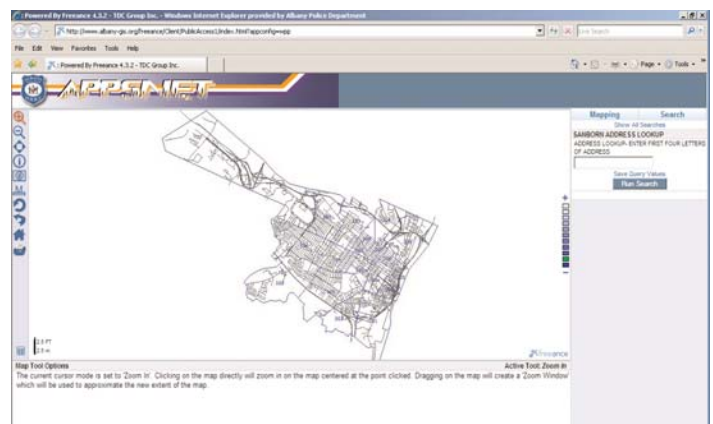 Powered By Freeance 4.3.2 - TDC Group Inc. - Windows Internet Explorer provided by Albany Police Department
http://www.albany-gis.org/freeance/Client/PublicAccess1/index.html?appconfig=epp
Live Search
File Edit View Favorites Tools Help
Powered By Freeance 4.3.2 - TDC Group Inc.
Page Tools
APPSNET
Mapping Search
Show All Searches
SANBORN ADDRESS LOOKUP
ADDRESS LOOKUP- ENTER FIRST FOUR LETTERS
OF ADDRESS
Save Query Values
Run Search
Freeance
Map Tool Options Active Tool: Zoom In
The current cursor mode is set to 'Zoom In'. Clicking on the map directly will zoom in on the map centered at the point clicked. Dragging on the map will create a 'Zoom Window'
which will be used to approximate the new extent of the map.